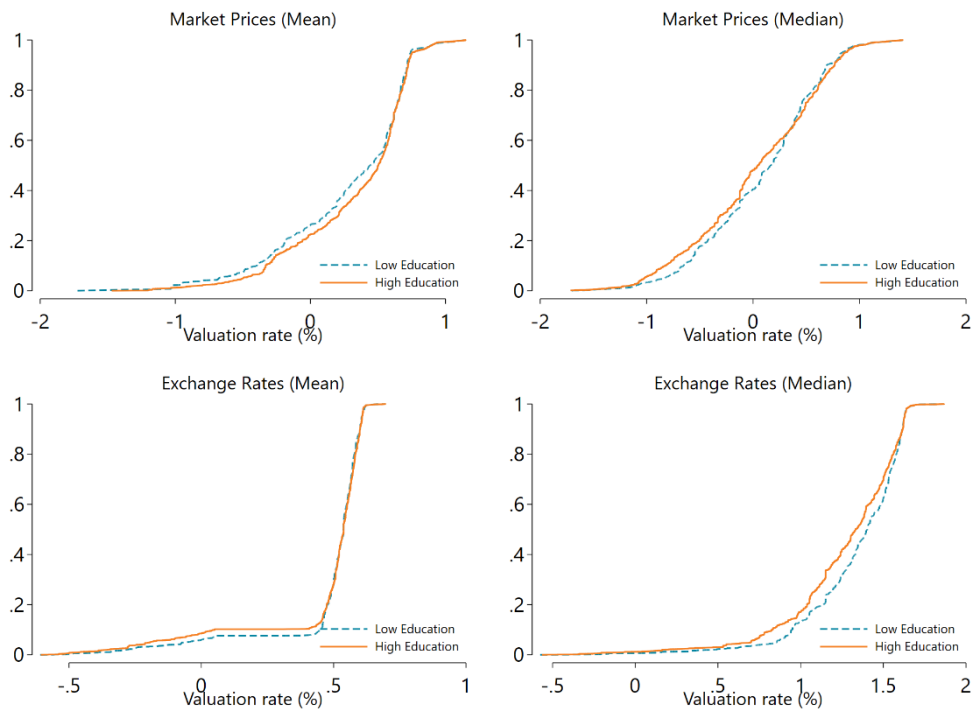 Market Prices (Mean)
1
.8
.6
.4
.2
0
-2 -1 0 1
Valuation rate (%)
Low Education
High Education
Market Prices (Median)
1
.8
.6
.4
.2
0
-2 -1 0 1 2
Valuation rate (%)
Low Education
High Education
Exchange Rates (Mean)
1
.8
.6
.4
.2
0
-.5 0 .5 1
Valuation rate (%)
Low Education
High Education
Exchange Rates (Median)
1
.8
.6
.4
.2
0
-.5 0 .5 1 1.5 2
Valuation rate (%)
Low Education
High Education